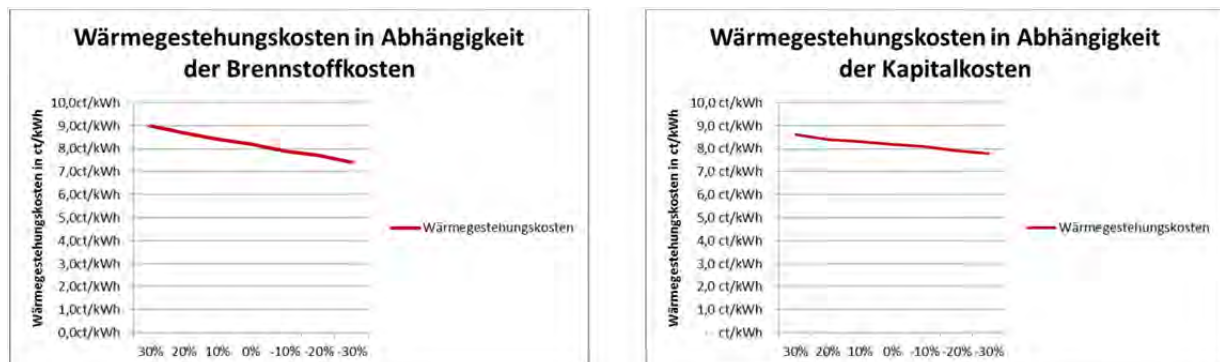 Wärmegestehungskosten in Abhängigkeit
der Brennstoffkosten
Wärmegestehungskosten in ct/kWh
10,0ct/kWh
9,0ct/kWh
8,0ct/kWh
7,0ct/kWh
6,0ct/kWh
5,0ct/kWh
4,0ct/kWh
3,0ct/kWh
2,0ct/kWh
1,0ct/kWh
0,0ct/kWh
30% 20% 10% 0% -10% -20% -30%
Wärmegestehungskosten
Wärmegestehungskosten in Abhängigkeit
der Kapitalkosten
Wärmegestehungskosten in ct/kWh
10,0 ct/kWh
9,0 ct/kWh
8,0 ct/kWh
7,0 ct/kWh
6,0 ct/kWh
5,0 ct/kWh
4,0 ct/kWh
3,0 ct/kWh
2,0 ct/kWh
1,0 ct/kWh
- ct/kWh
30% 20% 10% 0% -10% -20% -30%
Wärmegestehungskosten